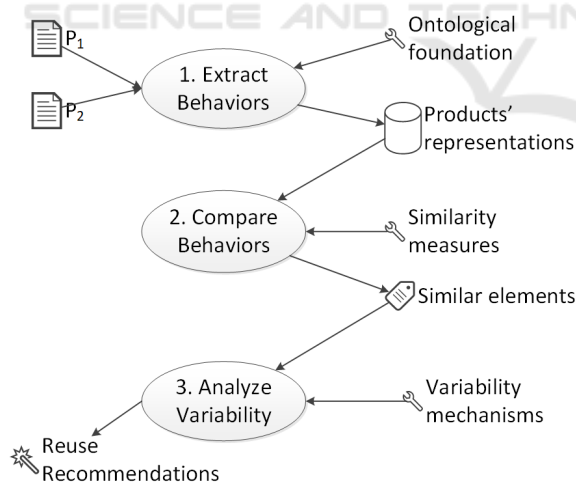 SCIENCE AND TECHN
P1
P2
1. Extract
Behaviors
Ontological
foundation
Products'
representations
2. Compare
Behaviors
Similarity
measures
Similar elements
3. Analyze
Variability
Variability
mechanisms
Reuse
Recommendations